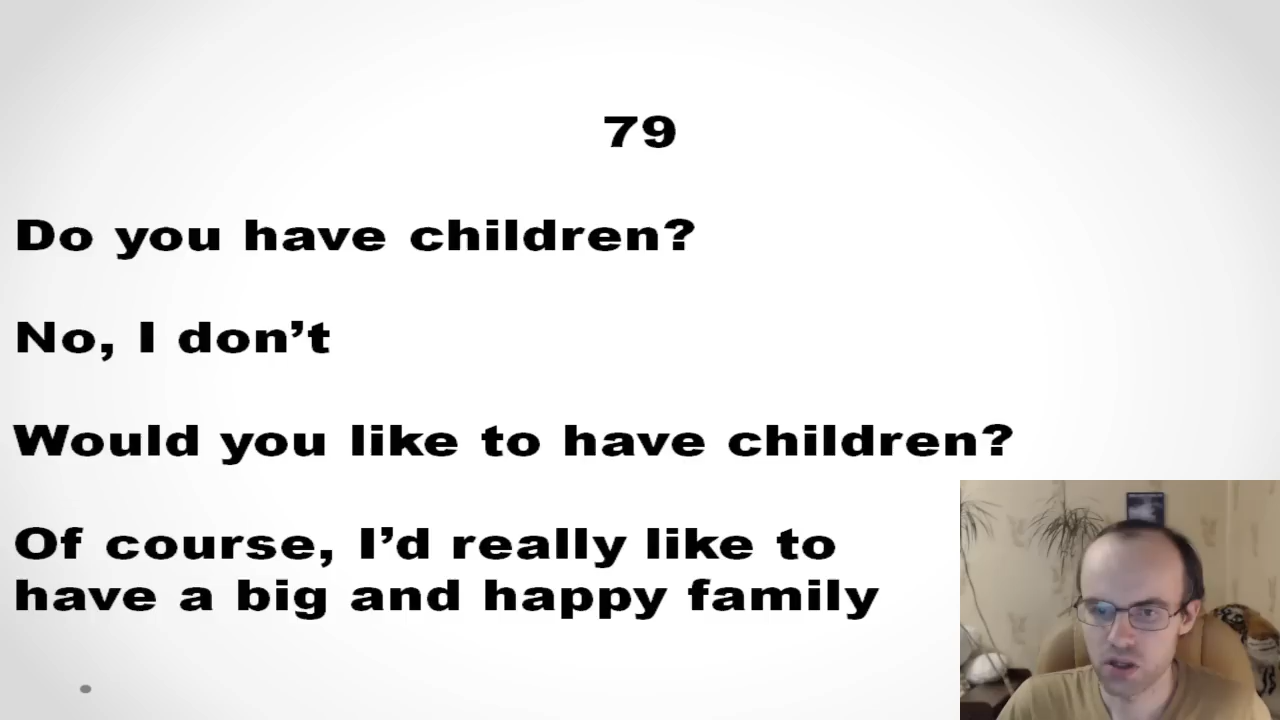 79
Do you have children?
No, I don’t
Would you like to have children?
Of course, I’d really like to
have a big and happy family